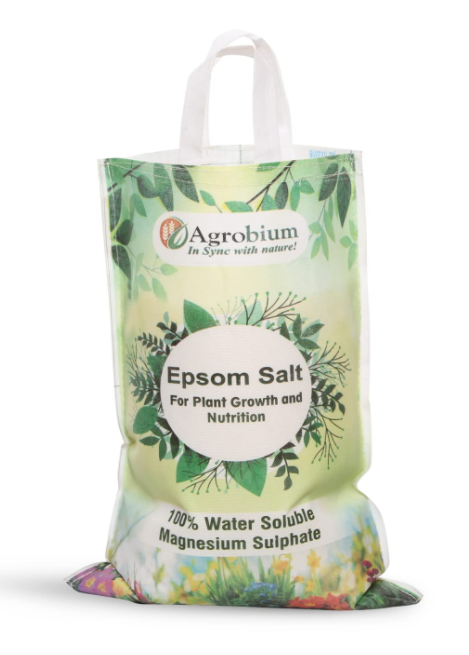 Agrobium
In Sync with nature!
Epsom Salt
For Plant Growth and
Nutrition
100% Water Soluble
Magnesium Sulphate